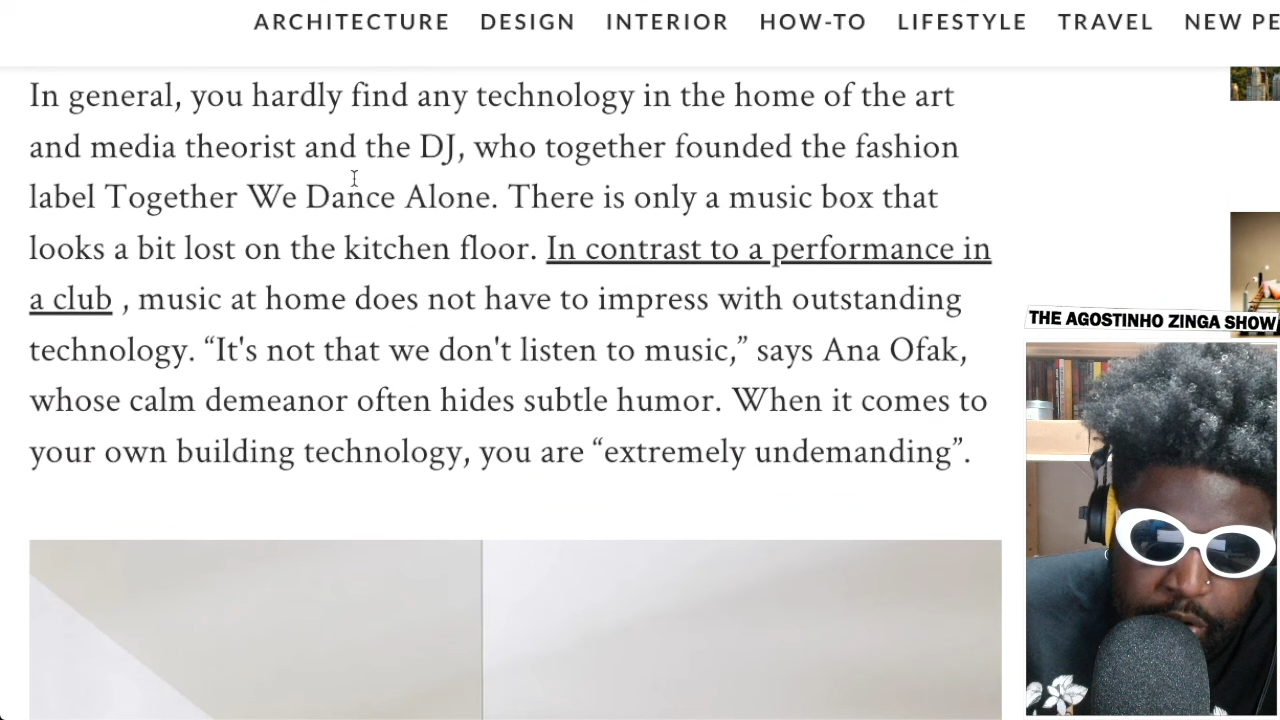 ARCHITECTURE DESIGN INTERIOR HOW-TO LIFESTYLE TRAVEL NEW PE
In general, you hardly find any technology in the home of the art
and media theorist and the DJ, who together founded the fashion
label Together We Dance Alone. There is only a music box that
looks a bit lost on the kitchen floor. In contrast to a performance in
a club , music at home does not have to impress with outstanding
technology. “It's not that we don't listen to music,” says Ana Ofak,
whose calm demeanor often hides subtle humor. When it comes to
your own building technology, you are “extremely undemanding”.
THE AGOSTINHO ZINGA SHOW